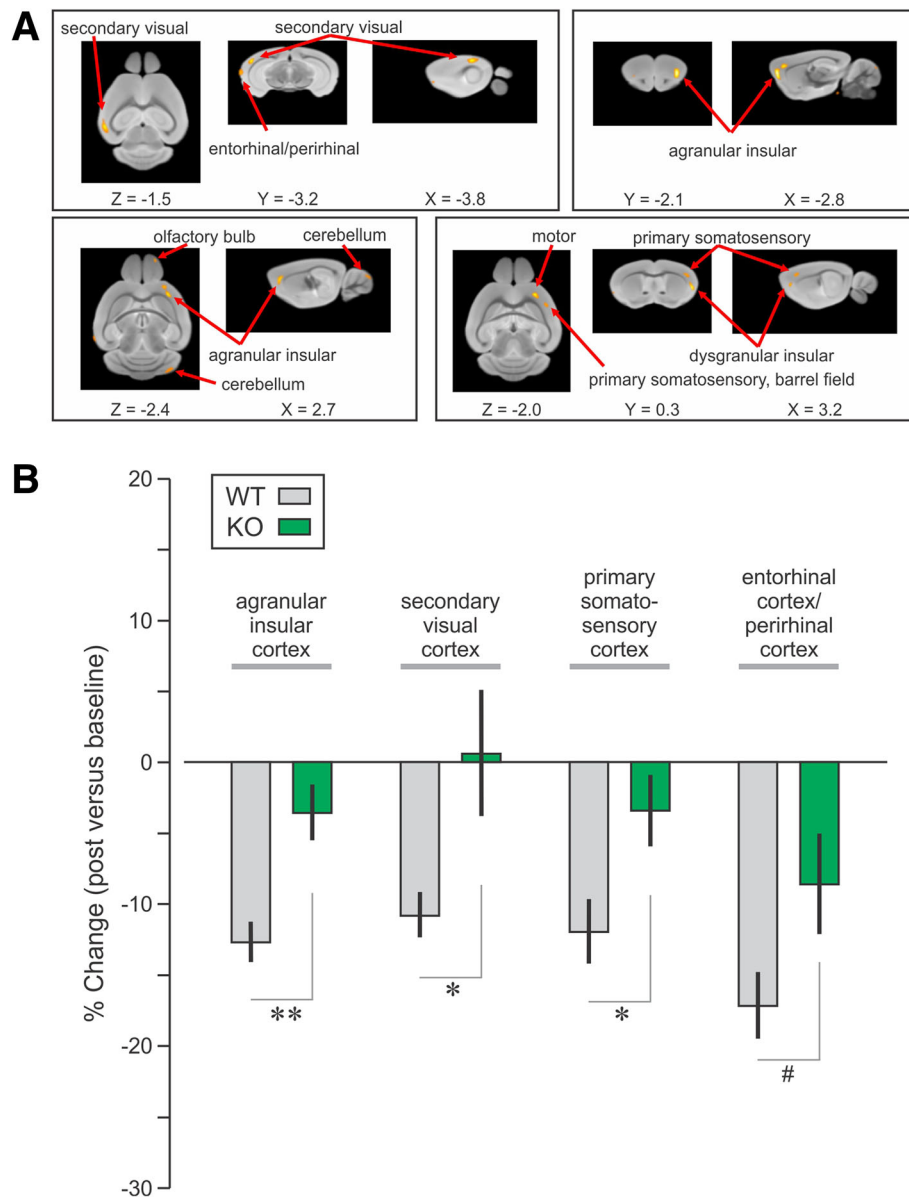 A
secondary visual
secondary visual
entorhinal/perirhinal
Z = -1.5
Y = -3.2
X = -3.8
agranular insular
Y = -2.1
X = -2.8
olfactory bulb
cerebellum
agranular insular
cerebellum
Z = -2.4
X = 2.7
motor
primary somatosensory
dysgranular insular
primary somatosensory, barrel field
Z = -2.0
Y = 0.3
X = 3.2
B
% Change (post versus baseline)
20
10
0
-10
-20
-30
WT
KO
agranular
insular
cortex
secondary
visual
cortex
primary
somato-
sensory
cortex
entorhinal
cortex/
perirhinal
cortex
**
*
*
#